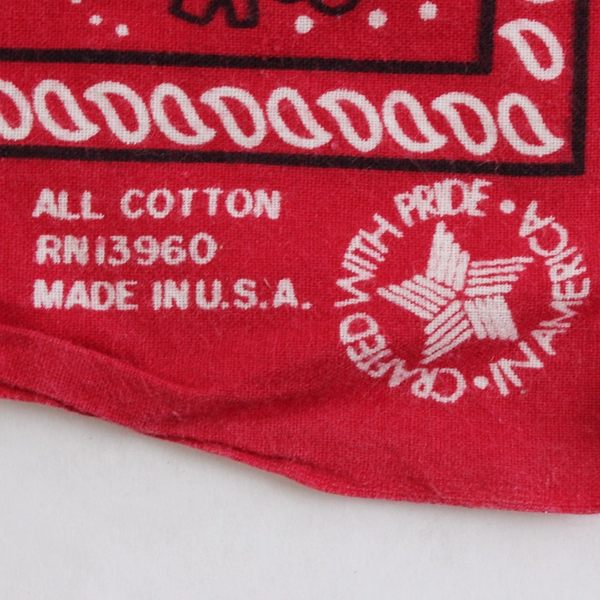 ALL COTTON
RN13960
MADE IN U.S.A.
CRAFTED WITH PRIDE • IN AMERICA •